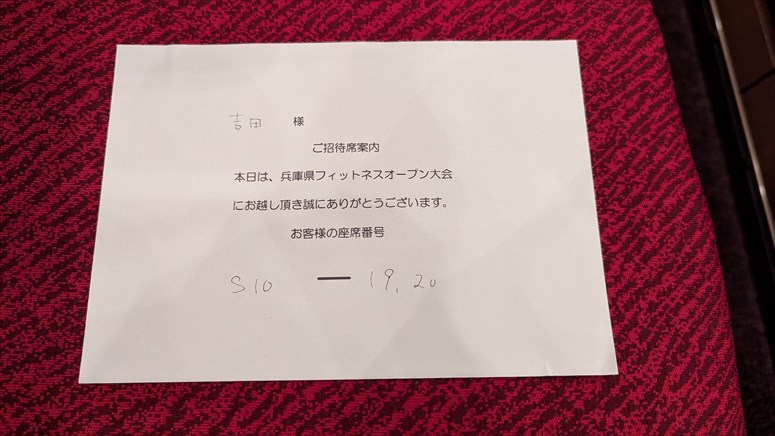 吉田 様
ご招待席案内
本日は、兵庫県フィットネスオープン大会
にお越し頂き誠にありがとうございます。
お客様の座席番号
S10 ー 19, 20